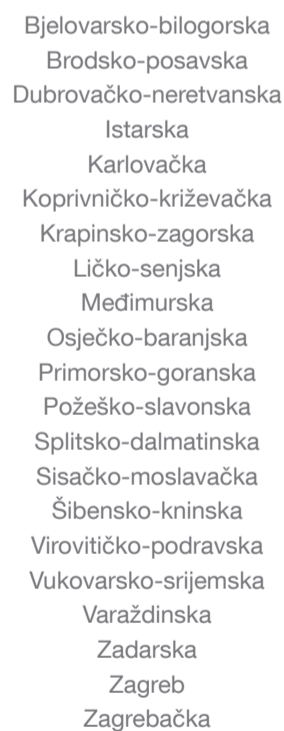 Bjelovarsko-bilogorska
Brodsko-posavska
Dubrovačko-neretvanska
Istarska
Karlovačka
Koprivničko-križevačka
Krapinsko-zagorska
Ličko-senjska
Međimurska
Osječko-baranjska
Primorsko-goranska
Požeško-slavonska
Splitsko-dalmatinska
Sisačko-moslavačka
Šibensko-kninska
Virovitičko-podravska
Vukovarsko-srijemska
Varaždinska
Zadarska
Zagreb
Zagrebačka